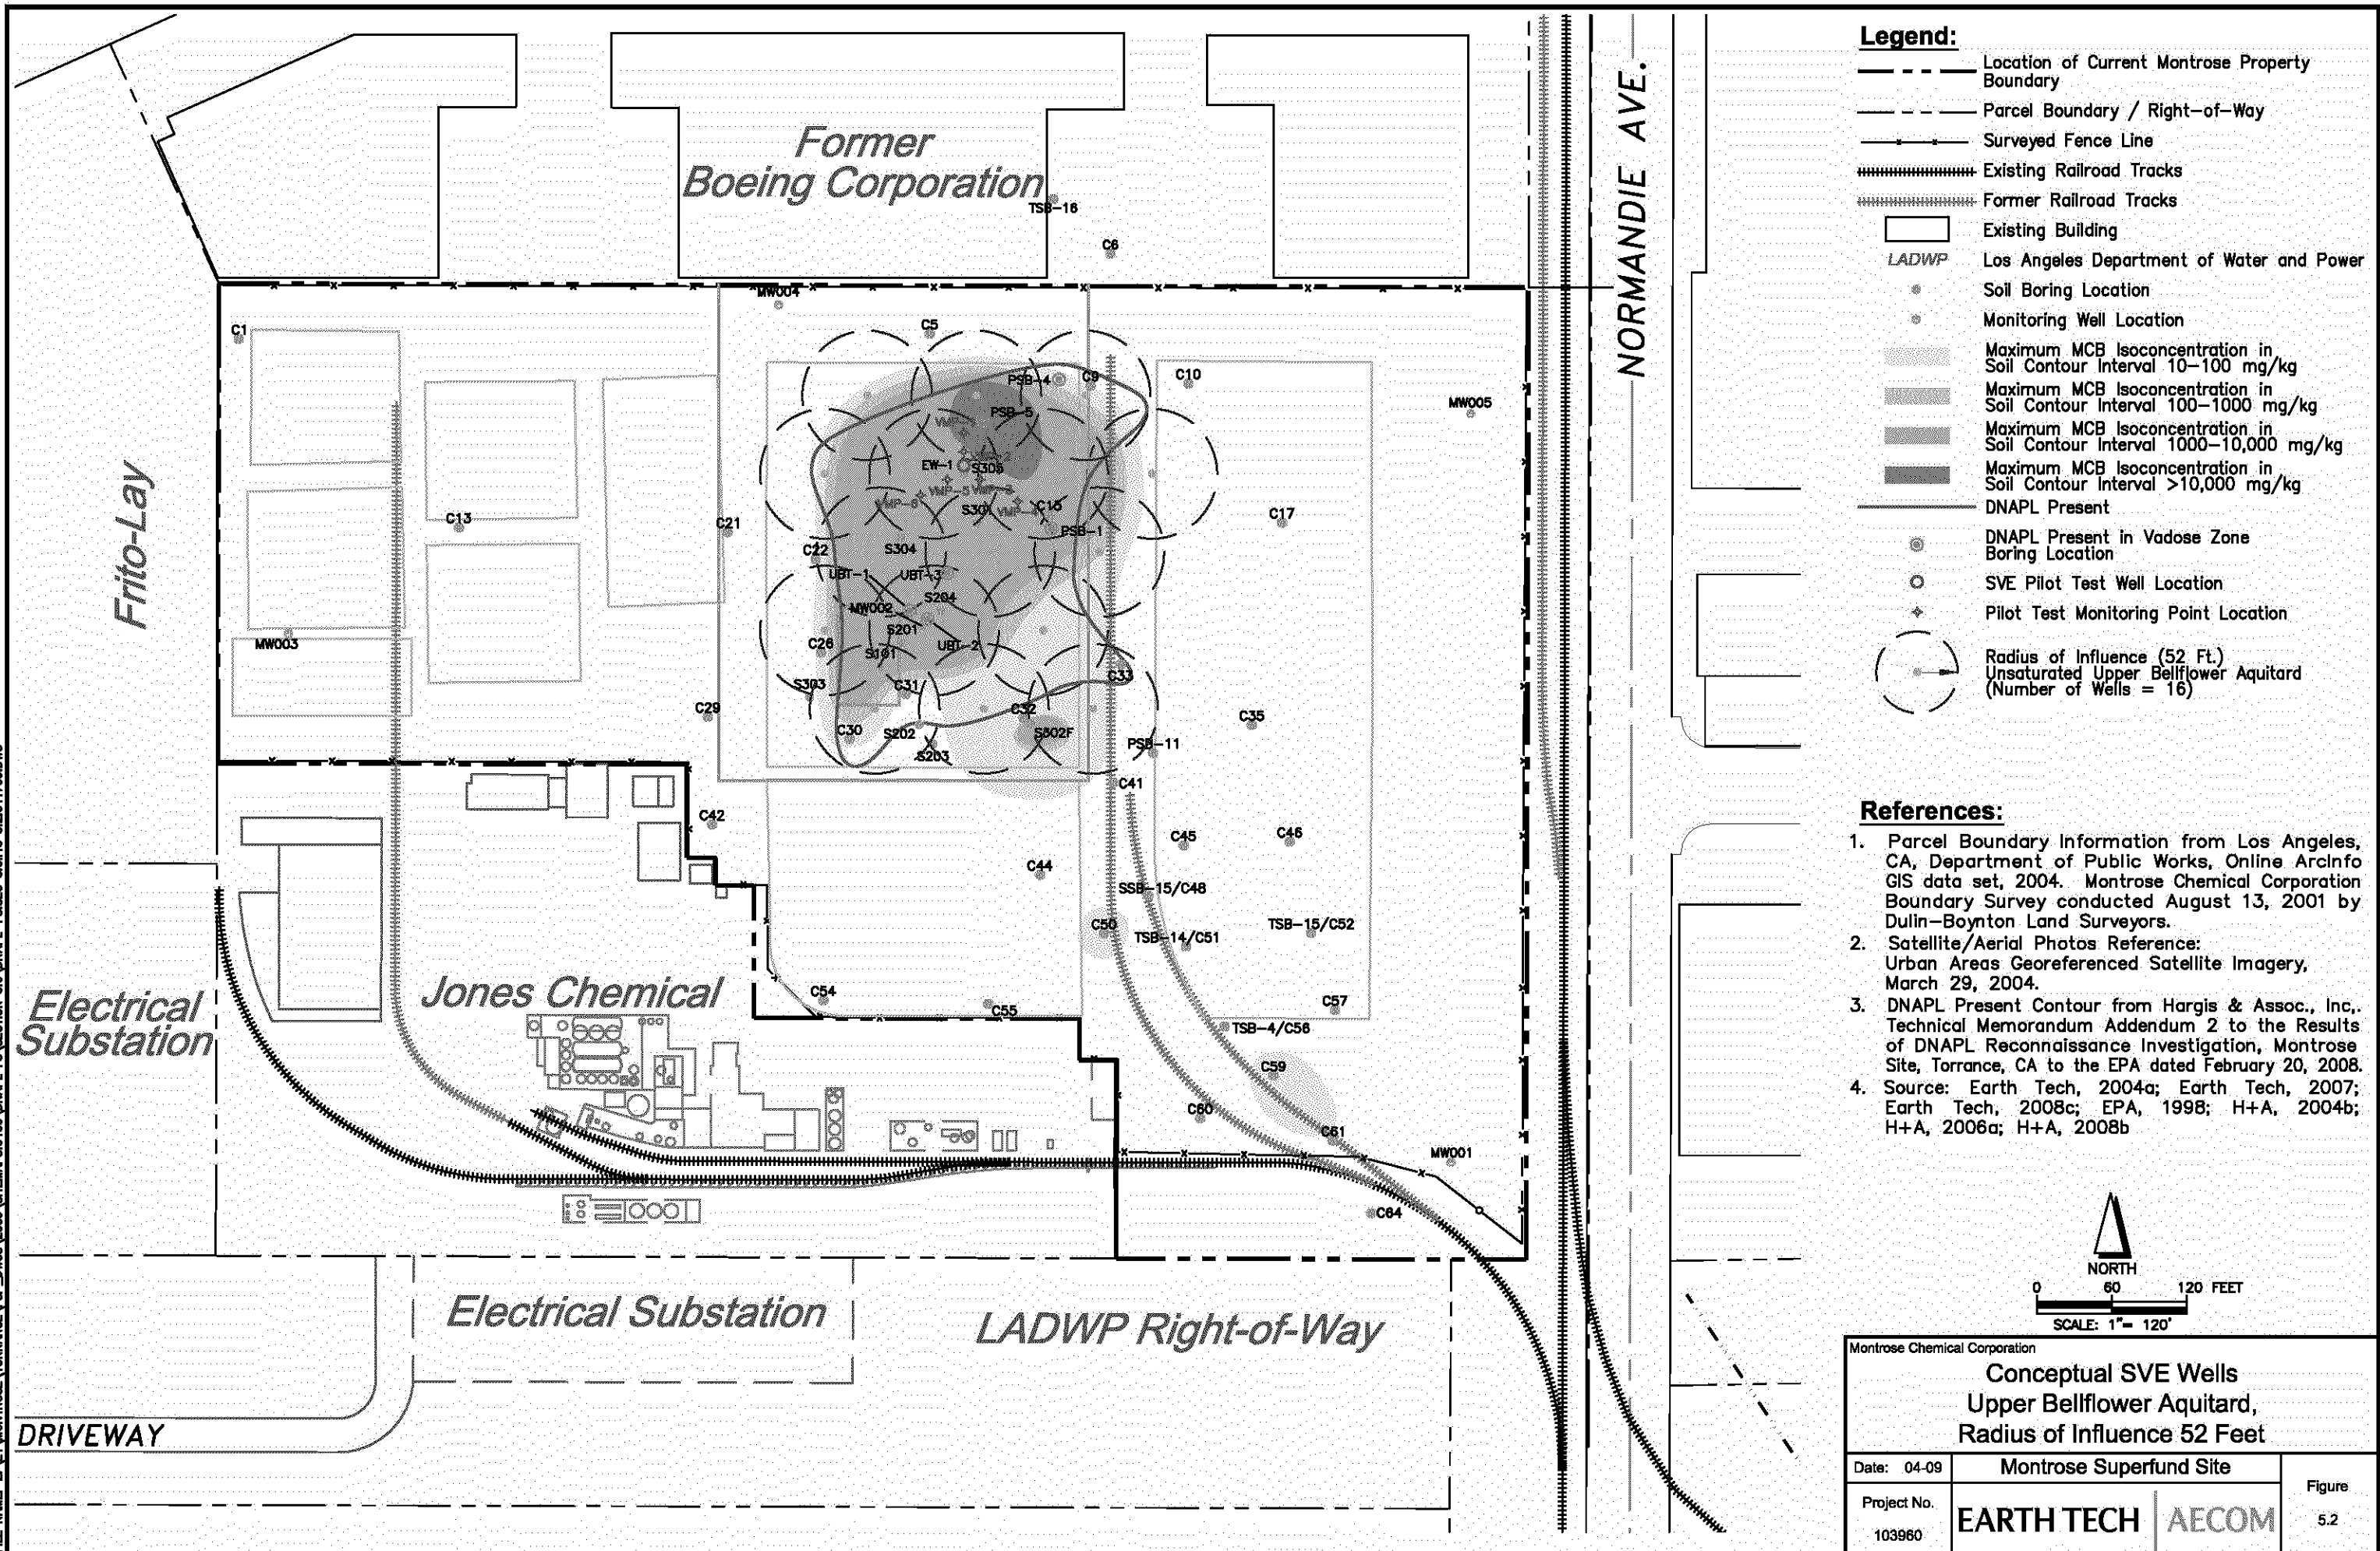 Former
Boeing Corporation
TSB-16
C6
NORMANDIE AVE.
MW004
C1
C5
PSB-4
C9
C10
MW005
PSB-5
EW-1
S305
VMP-5
VMP-6
S301
C15
PSB-1
C13
C21
C17
C22
S304
UBT-1
UBT-3
Frito-Lay
S204
MW002
S201
UBT-2
MW003
C26
S101
C33
S303
C31
C29
C32
C35
C30
S202
S302F
PSB-11
S203
C41
C42
C45
C46
C44
SSB-15/C48
C50
TSB-14/C51
TSB-15/C52
Jones Chemical
C54
C55
C57
TSB-4/C56
Electrical
Substation
C59
C60
C61
MW001
C64
Electrical Substation
LADWP Right-of-Way
DRIVEWAY
Legend:
Location of Current Montrose Property
Boundary
Parcel Boundary / Right-of-Way
Surveyed Fence Line
Existing Railroad Tracks
Former Railroad Tracks
Existing Building
LADWP Los Angeles Department of Water and Power
Soil Boring Location
Monitoring Well Location
Maximum MCB Isoconcentration in
Soil Contour Interval 10-100 mg/kg
Maximum MCB Isoconcentration in
Soil Contour Interval 100-1000 mg/kg
Maximum MCB Isoconcentration in
Soil Contour Interval 1000-10,000 mg/kg
Maximum MCB Isoconcentration in
Soil Contour Interval >10,000 mg/kg
DNAPL Present
DNAPL Present in Vadose Zone
Boring Location
SVE Pilot Test Well Location
Pilot Test Monitoring Point Location
Radius of Influence (52 Ft.)
Unsaturated Upper Bellflower Aquitard
(Number of Wells = 16)
References:
1. Parcel Boundary Information from Los Angeles,
CA, Department of Public Works, Online ArcInfo
GIS data set, 2004. Montrose Chemical Corporation
Boundary Survey conducted August 13, 2001 by
Dulin-Boynton Land Surveyors.
2. Satellite/Aerial Photos Reference:
Urban Areas Georeferenced Satellite Imagery,
March 29, 2004.
3. DNAPL Present Contour from Hargis & Assoc., Inc,.
Technical Memorandum Addendum 2 to the Results
of DNAPL Reconnaissance Investigation, Montrose
Site, Torrance, CA to the EPA dated February 20, 2008.
4. Source: Earth Tech, 2004a; Earth Tech, 2007;
Earth Tech, 2008c; EPA, 1998; H+A, 2004b;
H+A, 2006a; H+A, 2008b
NORTH
0 60 120 FEET
SCALE: 1"= 120'
Montrose Chemical Corporation
Conceptual SVE Wells
Upper Bellflower Aquitard,
Radius of Influence 52 Feet
Date: 04-09
Montrose Superfund Site
Project No.
103960
EARTH TECH AECOM
Figure
5.2